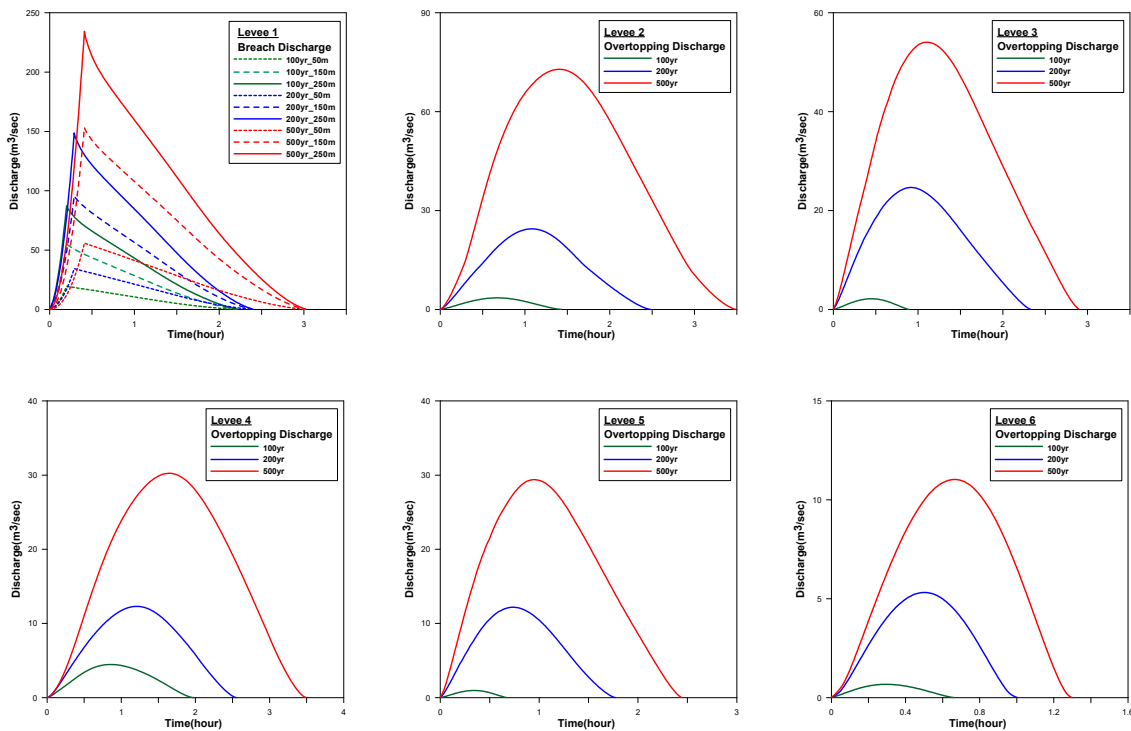 250
200
150
100
50
0
Discharge(m³/sec)
0
1
2
3
Time(hour)
Levee 1
Breach Discharge
100yr_50m
100yr_150m
100yr_250m
200yr_50m
200yr_150m
200yr_250m
500yr_50m
500yr_150m
500yr_250m
90
60
30
0
Discharge(m³/sec)
0
1
2
3
Time(hour)
Levee 2
Overtopping Discharge
100yr
200yr
500yr
60
40
20
0
Discharge(m³/sec)
0
1
2
3
Time(hour)
Levee 3
Overtopping Discharge
100yr
200yr
500yr
40
30
20
10
0
Discharge(m³/sec)
0
1
2
3
4
Time(hour)
Levee 4
Overtopping Discharge
100yr
200yr
500yr
40
30
20
10
0
Discharge(m³/sec)
0
1
2
3
Time(hour)
Levee 5
Overtopping Discharge
100yr
200yr
500yr
15
10
5
0
Discharge(m³/sec)
0
0.4
0.8
1.2
1.6
Time(hour)
Levee 6
Overtopping Discharge
100yr
200yr
500yr